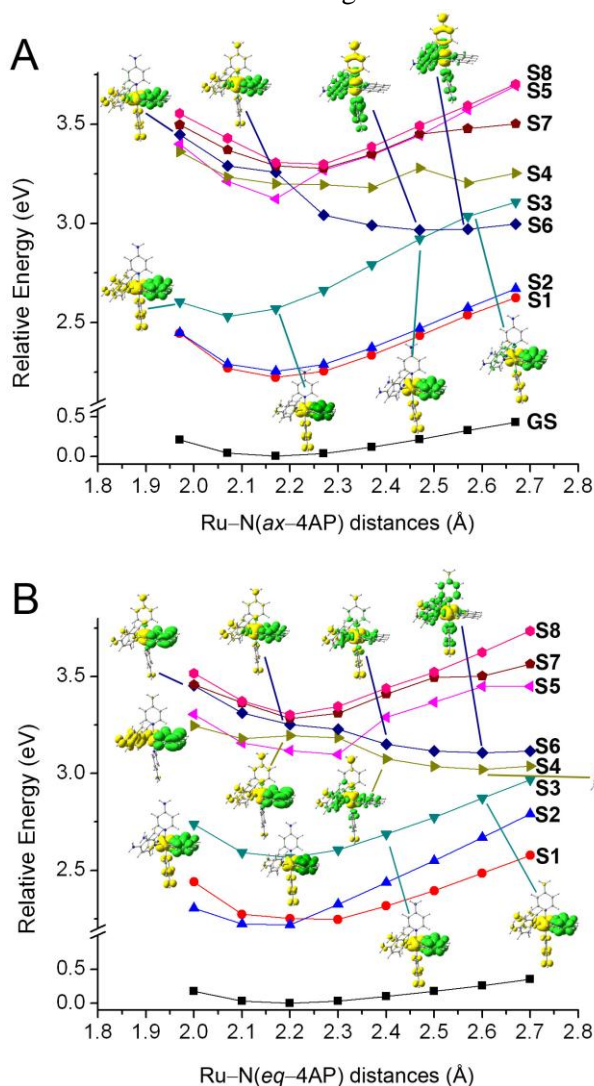 A
3.5
3.0
2.5
0.5
0.0
Relative Energy (eV)
S8
S5
S7
S4
S3
S6
S2
S1
GS
1.8 1.9 2.0 2.1 2.2 2.3 2.4 2.5 2.6 2.7 2.8
Ru–N(ax–4AP) distances (Å)
B
3.5
3.0
2.5
0.5
0.0
Relative Energy (eV)
S8
S7
S5
S6
S4
S3
S2
S1
1.8 1.9 2.0 2.1 2.2 2.3 2.4 2.5 2.6 2.7 2.8
Ru–N(eq–4AP) distances (Å)